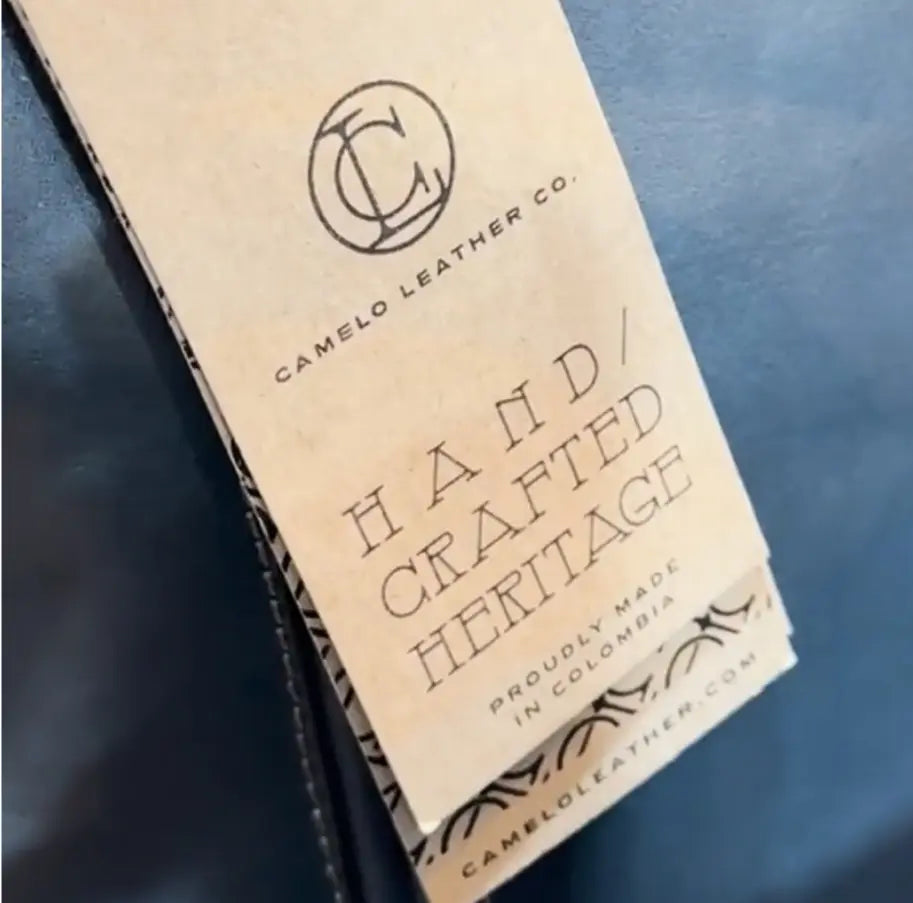 CL
CAMELO LEATHER CO.
HAND/
CRAFTED
HERITAGE
PROUDLY MADE
IN COLOMBIA
CAMELOLEATHER.COM